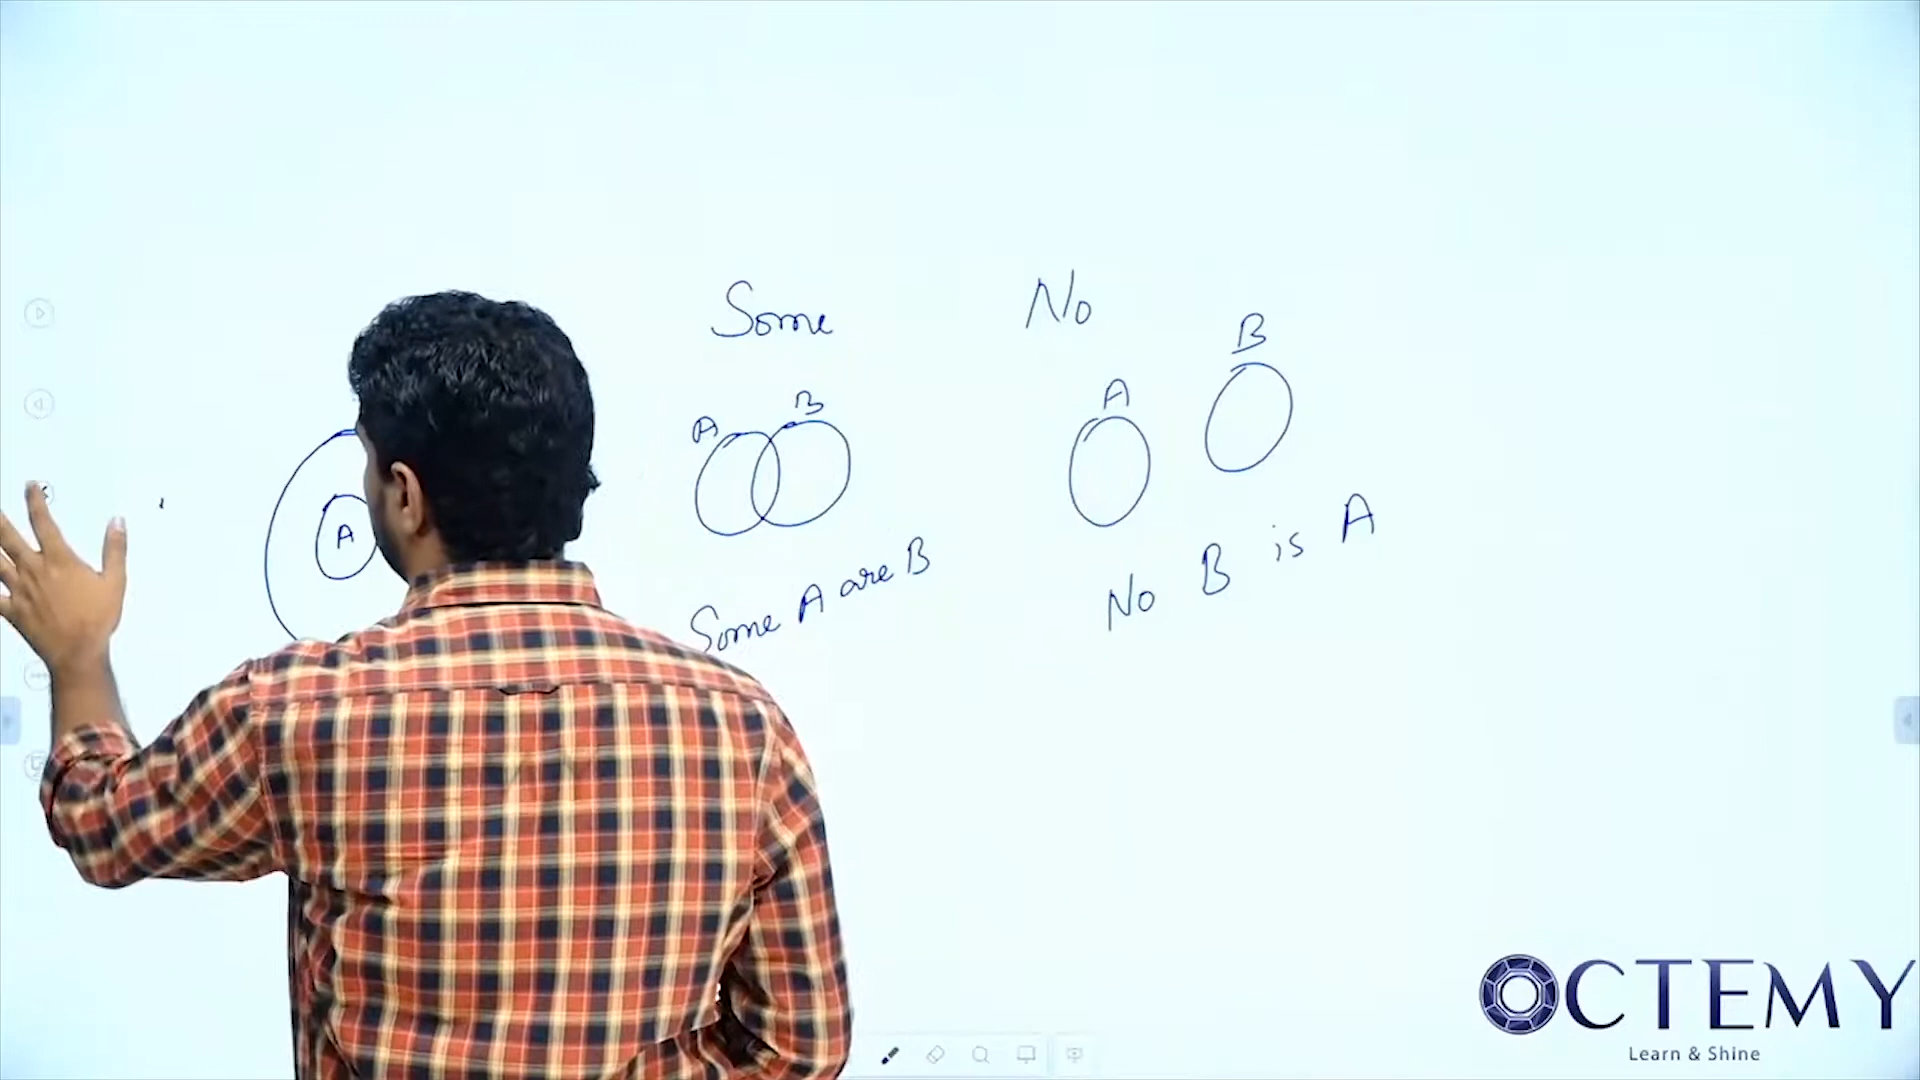 Some
No
A
B
A
B
A
Some A are B
No B is A
OCTEMY
Learn & Shine